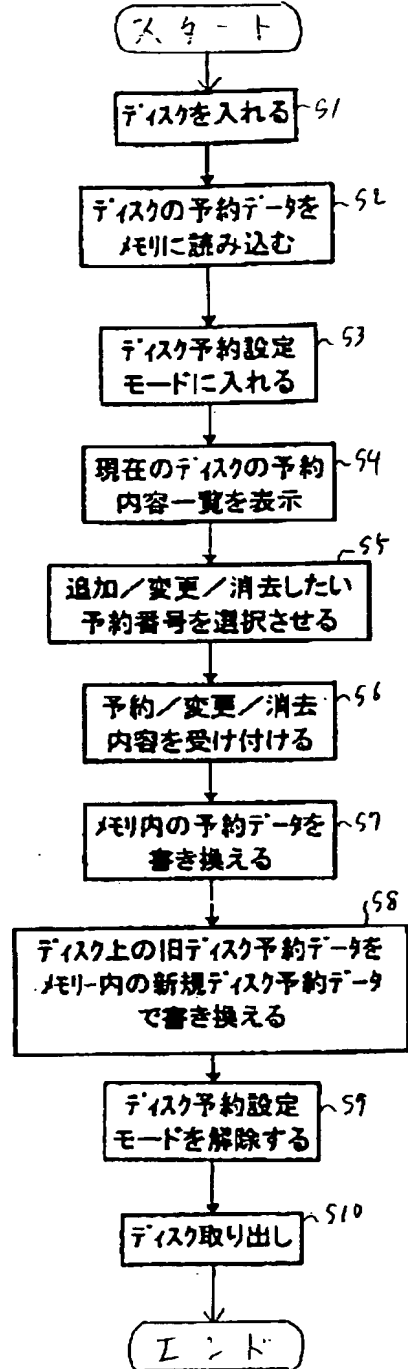 スタート
ディスクを入れる
S1
ディスクの予約データを
メモリに読み込む
S2
ディスク予約設定
モードに入れる
S3
現在のディスクの予約
内容一覧を表示
S4
追加/変更/消去したい
予約番号を選択させる
S5
予約/変更/消去
内容を受け付ける
S6
メモリ内の予約データを
書き換える
S7
ディスク上の旧ディスク予約データを
メモリー内の新規ディスク予約データ
で書き換える
S8
ディスク予約設定
モードを解除する
S9
ディスク取り出し
S10
エンド